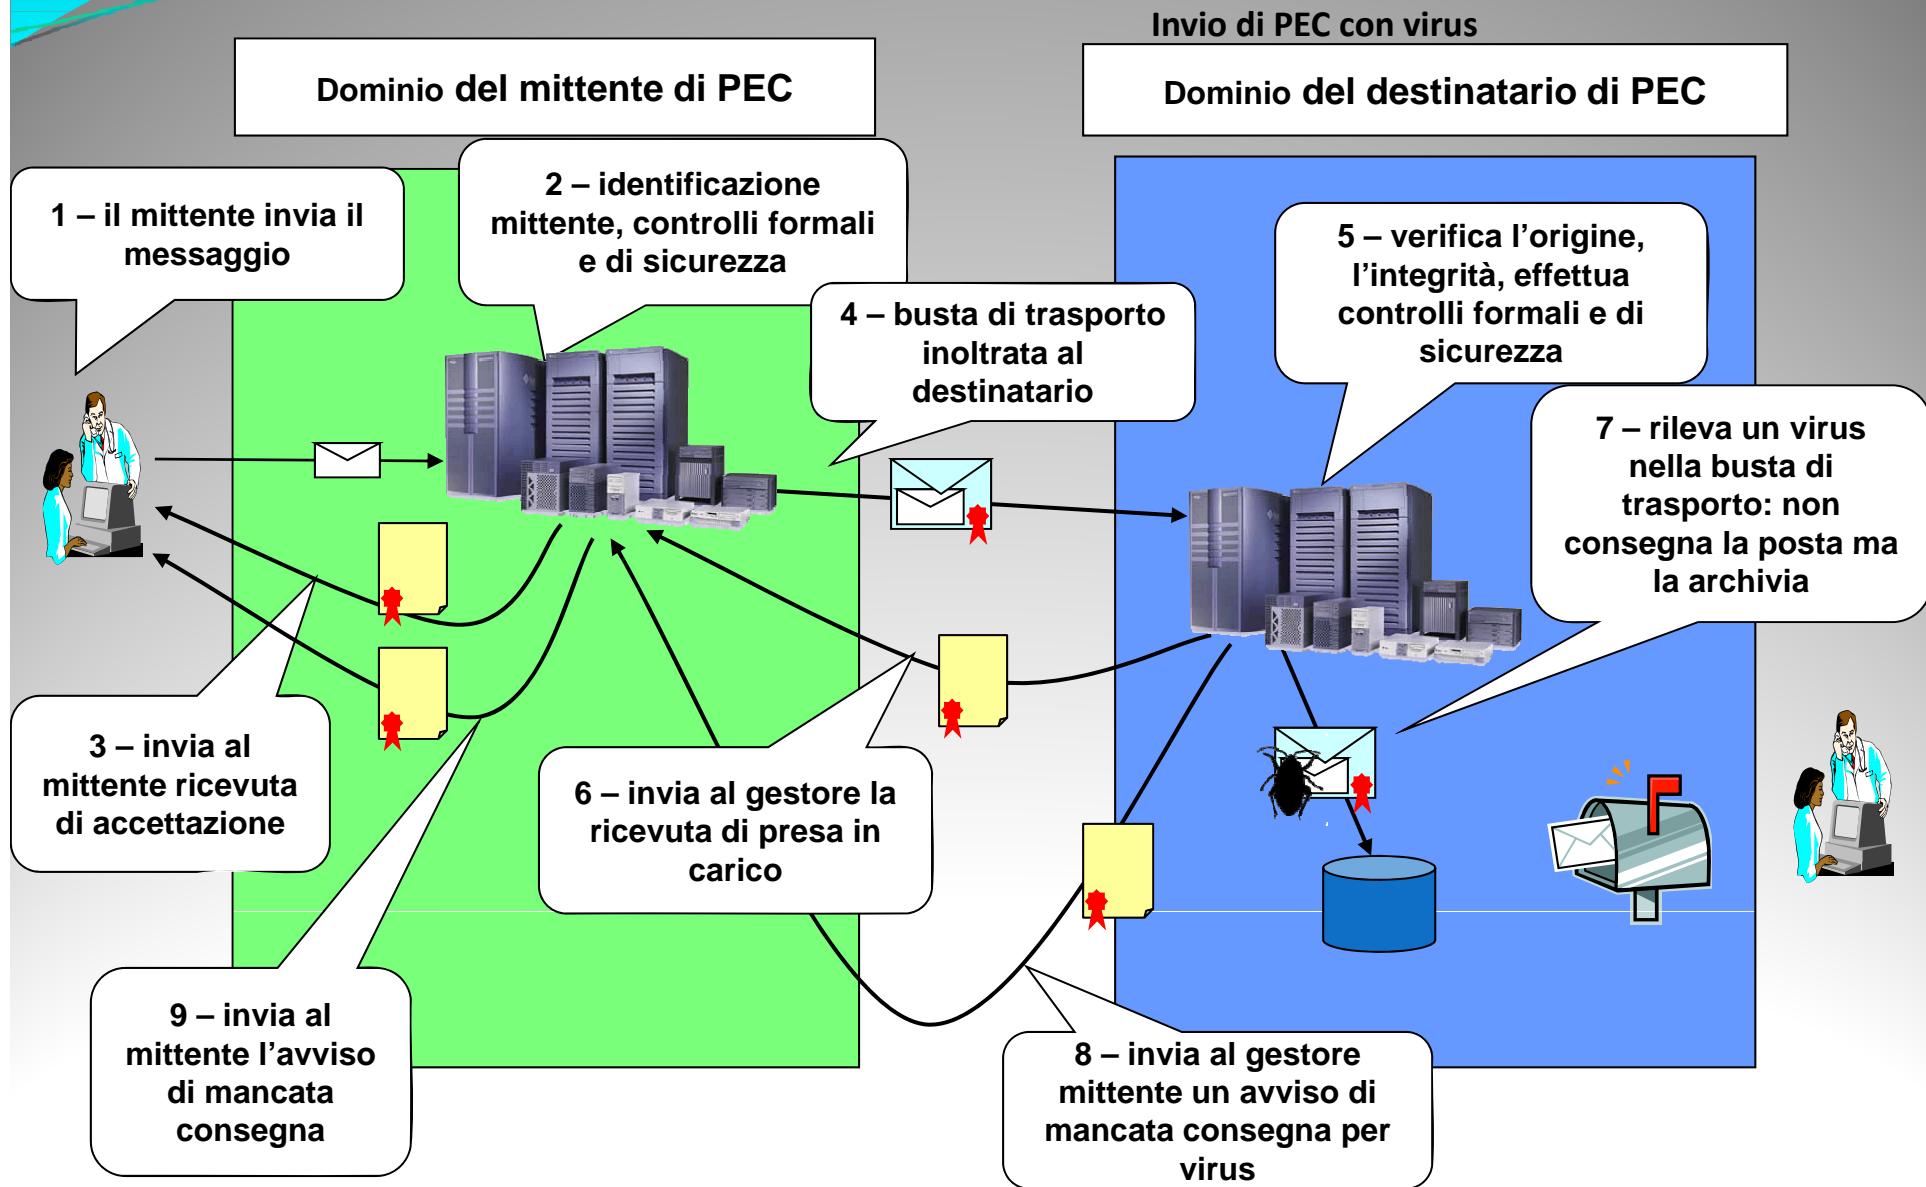 Invio di PEC con virus
Dominio del mittente di PEC
Dominio del destinatario di PEC
1 – il mittente invia il
messaggio
2 – identificazione
mittente, controlli formali
e di sicurezza
4 – busta di trasporto
inoltrata al
destinatario
5 – verifica l’origine,
l’integrità, effettua
controlli formali e di
sicurezza
7 – rileva un virus
nella busta di
trasporto: non
consegna la posta ma
la archivia
3 – invia al
mittente ricevuta
di accettazione
6 – invia al gestore la
ricevuta di presa in
carico
9 – invia al
mittente l’avviso
di mancata
consegna
8 – invia al gestore
mittente un avviso di
mancata consegna per
virus